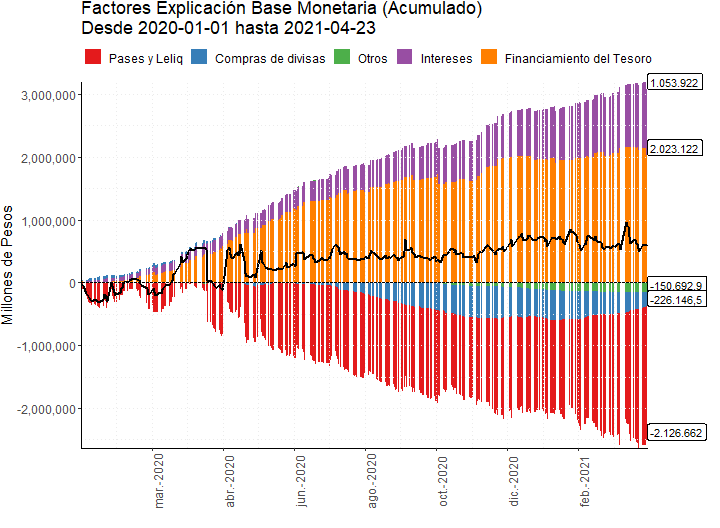 Factores Explicación Base Monetaria (Acumulado)
Desde 2020-01-01 hasta 2021-04-23
Pases y Leliq Compras de divisas Otros Intereses Financiamiento del Tesoro
Millones de Pesos
3,000,000
2,000,000
1,000,000
0
-1,000,000
-2,000,000
1.053.922
2.023.122
-150.692,9
-226.146,5
-2.126.662
mar.-2020
abr.-2020
jun.-2020
ago.-2020
oct.-2020
dic.-2020
feb.-2021